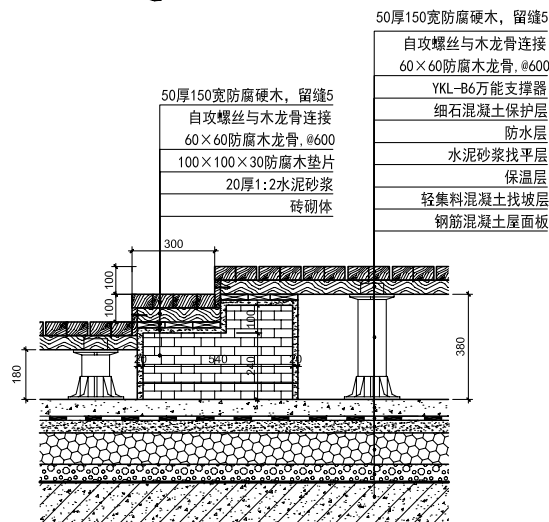 50厚150宽防腐硬木，留缝5
自攻螺丝与木龙骨连接
60×60防腐木龙骨,@600
YKL-B6万能支撑器
细石混凝土保护层
防水层
水泥砂浆找平层
保温层
轻集料混凝土找坡层
钢筋混凝土屋面板
50厚150宽防腐硬木，留缝5
自攻螺丝与木龙骨连接
60×60防腐木龙骨,@600
100×100×30防腐木垫片
20厚1:2水泥砂浆
砖砌体
300
100
100
100
180
20
540
20
240
380